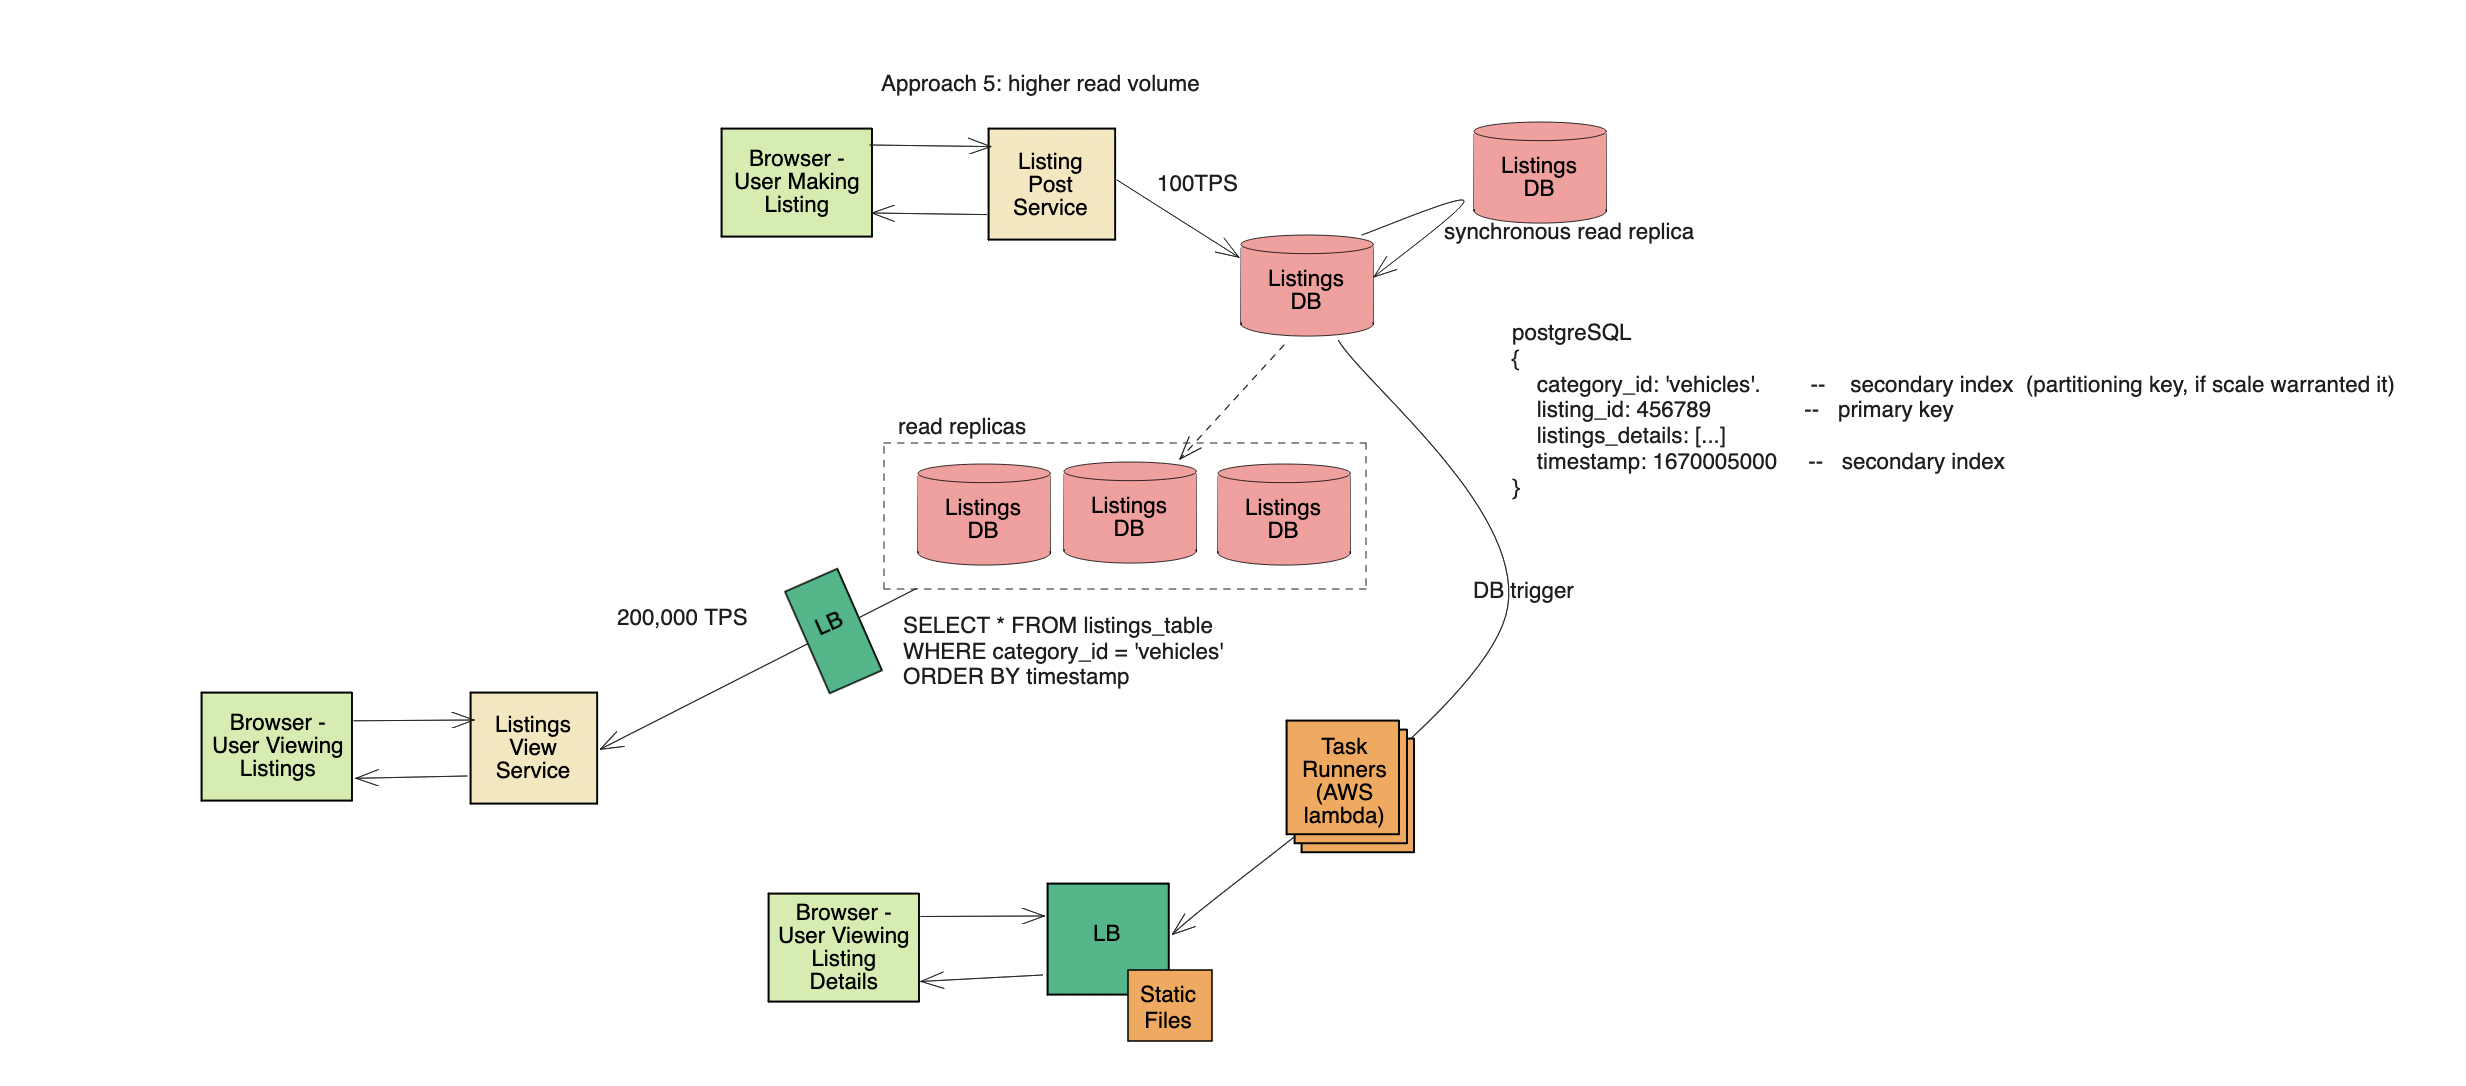 Approach 5: higher read volume
Browser -
User Making
Listing
Listing
Post
Service
100TPS
Listings
DB
synchronous read replica
Listings
DB
postgreSQL
{
category_id: 'vehicles'. -- secondary index (partitioning key, if scale warranted it)
listing_id: 456789 -- primary key
listings_details: [...]
timestamp: 1670005000 -- secondary index
}
read replicas
Listings
DB
Listings
DB
Listings
DB
DB trigger
200,000 TPS
LB
SELECT * FROM listings_table
WHERE category_id = 'vehicles'
ORDER BY timestamp
Browser -
User Viewing
Listings
Listings
View
Service
Task
Runners
(AWS
lambda)
Browser -
User Viewing
Listing
Details
LB
Static
Files